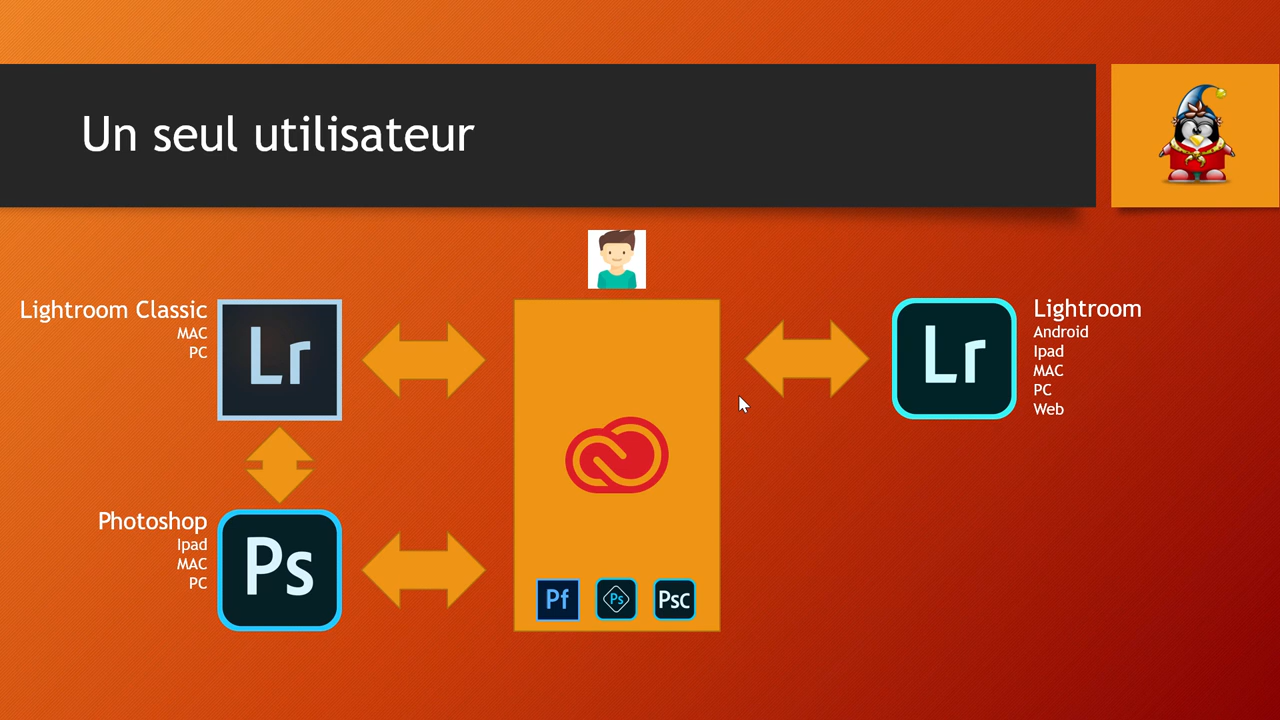 Un seul utilisateur
Lightroom Classic
MAC
PC
Lr
Lr
Lightroom
Android
Ipad
MAC
PC
Web
Photoshop
Ipad
MAC
PC
Ps
Pf
Ps
PsC